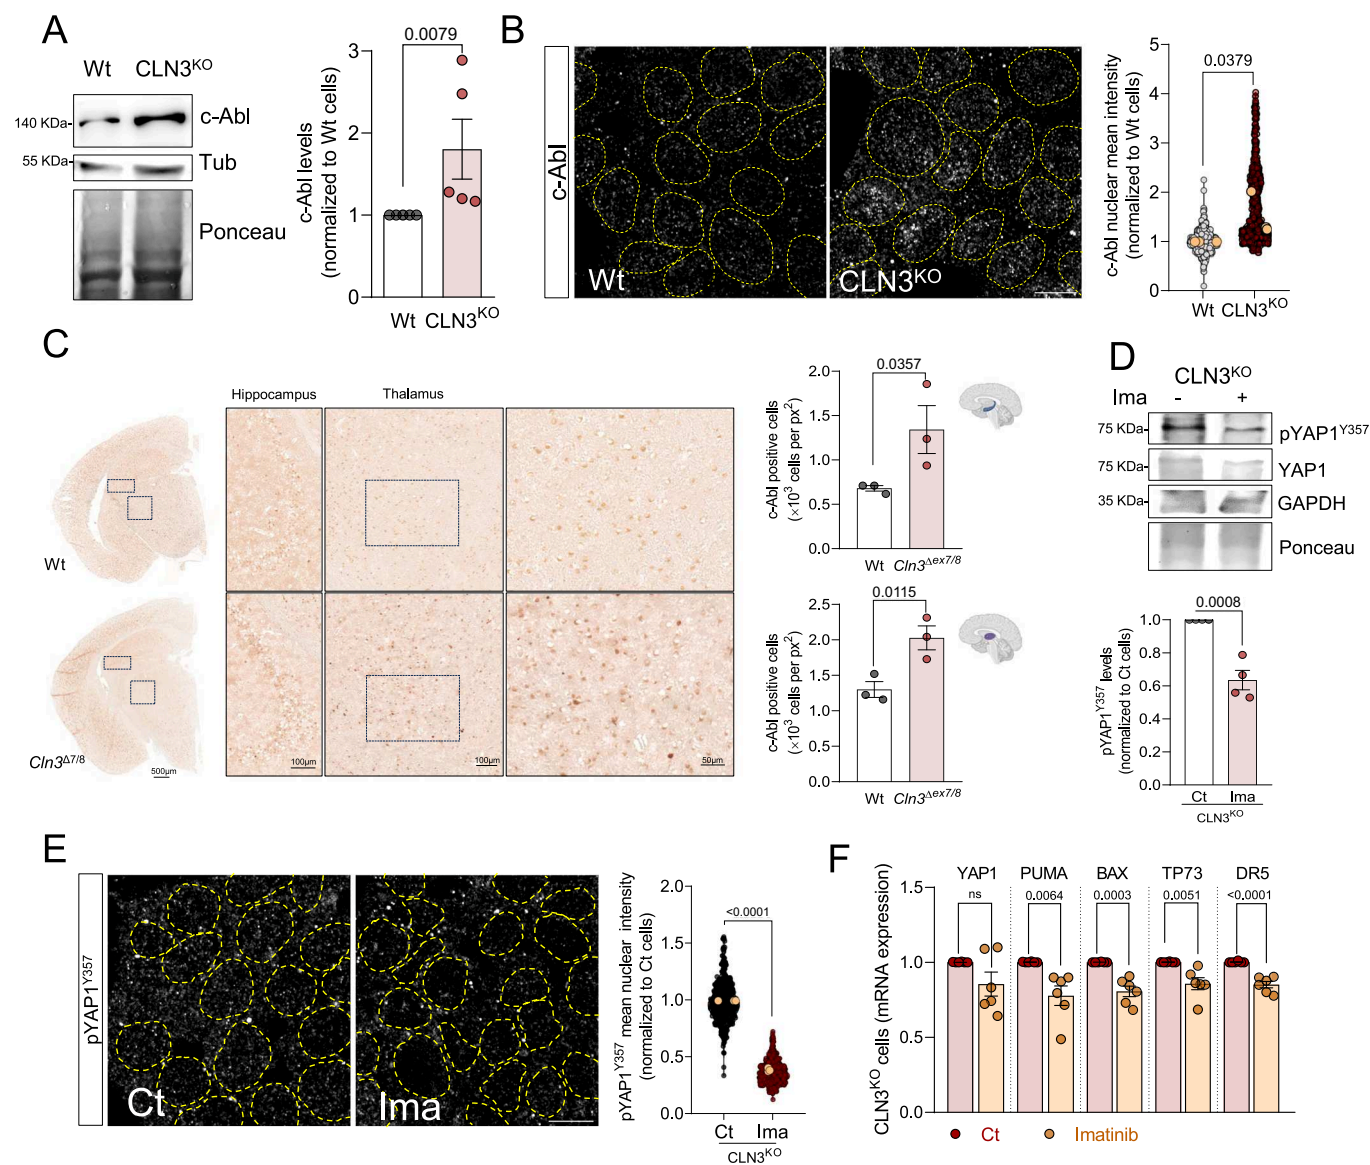 A
Wt CLN3KO
140 KDa-
c-Abl
55 KDa-
Tub
Ponceau
c-Abl levels
(normalized to Wt cells)
3
2
1
0
0.0079
Wt CLN3KO
B
c-Abl
Wt
CLN3KO
c-Abl nuclear mean intensity
(normalized to Wt cells)
5
4
3
2
1
0
0.0379
Wt CLN3KO
C
Hippocampus
Thalamus
Wt
Cln3Δ7/8
500µm
100µm
100µm
50µm
c-Abl positive cells
(×10³ cells per px²)
2.0
1.5
1.0
0.5
0.0
0.0357
Wt Cln3Δex7/8
c-Abl positive cells
(×10³ cells per px²)
2.5
2.0
1.5
1.0
0.5
0.0
0.0115
Wt Cln3Δex7/8
D
CLN3KO
Ima - +
75 KDa-
pYAP1Y357
75 KDa-
YAP1
35 KDa-
GAPDH
Ponceau
pYAP1Y357 levels
(normalized to Ct cells)
1.0
0.8
0.6
0.4
0.2
0.0
0.0008
Ct Ima
CLN3KO
E
pYAP1Y357
Ct
Ima
pYAP1Y357 mean nuclear intensity
(normalized to Ct cells)
2.0
1.5
1.0
0.5
0.0
<0.0001
Ct Ima
CLN3KO
F
CLN3KO cells (mRNA expression)
1.5
1.0
0.5
0.0
YAP1 PUMA BAX TP73 DR5
ns 0.0064 0.0003 0.0051 <0.0001
Ct Imatinib